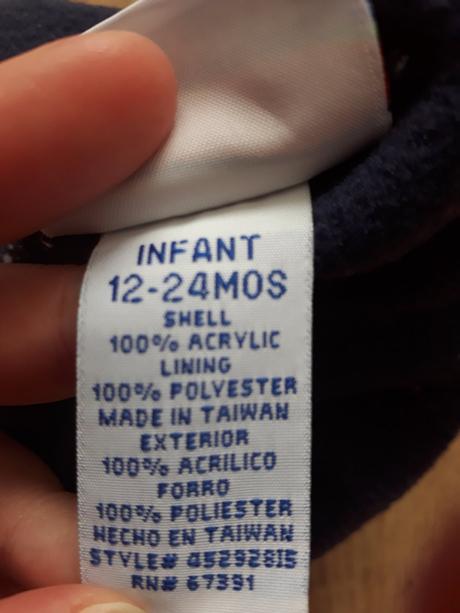 INFANT
12-24MOS
SHELL
100% ACRYLIC
LINING
100% POLYESTER
MADE IN TAIWAN
EXTERIOR
100% ACRILICO
FORRO
100% POLIESTER
HECHO EN TAIWAN
STYLE# 45292815
RN# 67391